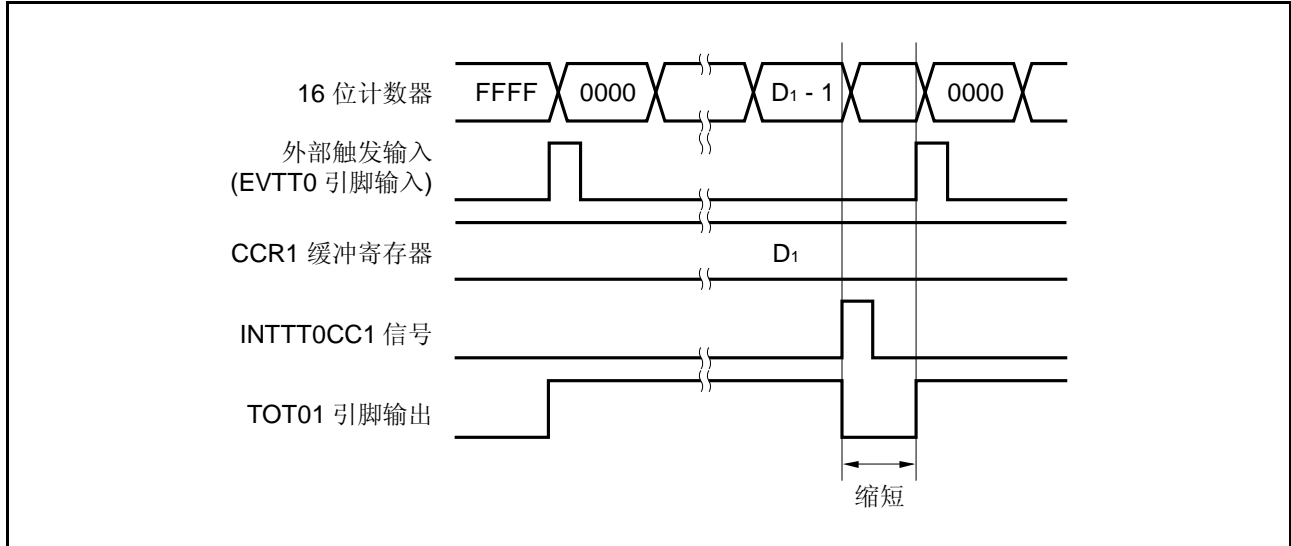 16 位计数器 FFFF 0000 D₁ - 1 0000
外部触发输入
(EVTT0 引脚输入)
CCR1 缓冲寄存器 D₁
INTTT0CC1 信号
TOT01 引脚输出
缩短